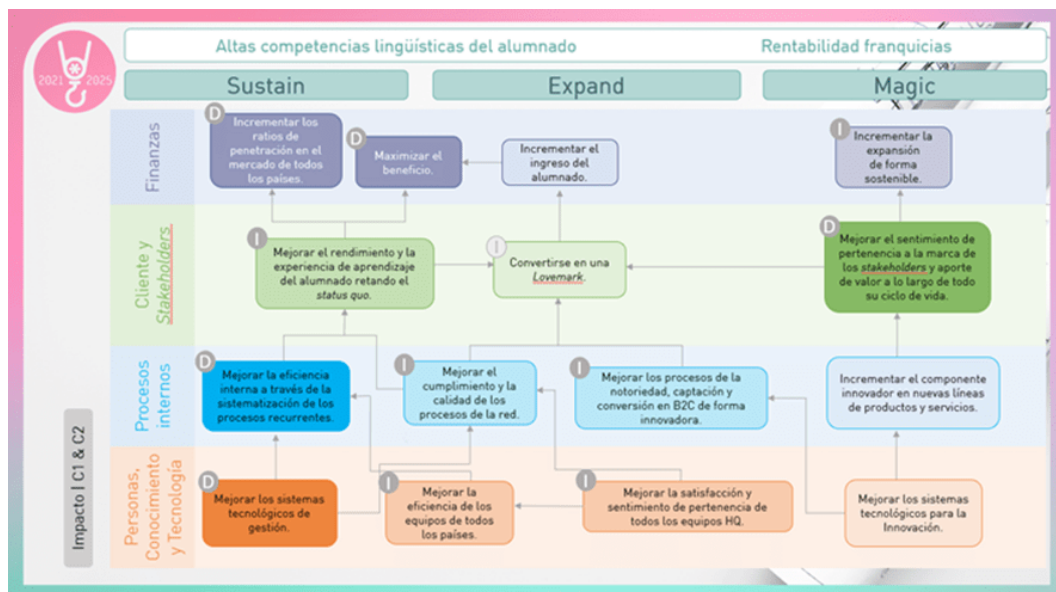 Altas competencias lingüísticas del alumnado
Rentabilidad franquicias
2021
2025
Sustain
Expand
Magic
Finanzas
D
Incrementar los
ratios de
penetración en el
mercado de todos
los países.
D
Maximizar el
beneficio.
Incrementar el
ingreso del
alumnado.
I
Incrementar la
expansión
de forma
sostenible.
Cliente y
Stakeholders
I
Mejorar el rendimiento y la
experiencia de aprendizaje
del alumnado retando el
status quo.
I
Convertirse en una
Lovemark.
D
Mejorar el sentimiento de
pertenencia a la marca de
los stakeholders y aporte
de valor a lo largo de todo
su ciclo de vida.
Procesos
internos
D
Mejorar la eficiencia
interna a través de la
sistematización de los
procesos recurrentes.
I
Mejorar el
cumplimiento y la
calidad de los
procesos de la red.
I
Mejorar los procesos de la
notoriedad, captación y
conversión en B2C de forma
innovadora.
Incrementar el componente
innovador en nuevas líneas
de productos y servicios.
Impacto I C1 & C2
Personas,
Conocimiento
y Tecnología
D
Mejorar los sistemas
tecnológicos de
gestión.
I
Mejorar la
eficiencia de los
equipos de todos
los países.
I
Mejorar la satisfacción y
sentimiento de pertenencia de
todos los equipos HQ.
Mejorar los sistemas
tecnológicos para la
Innovación.